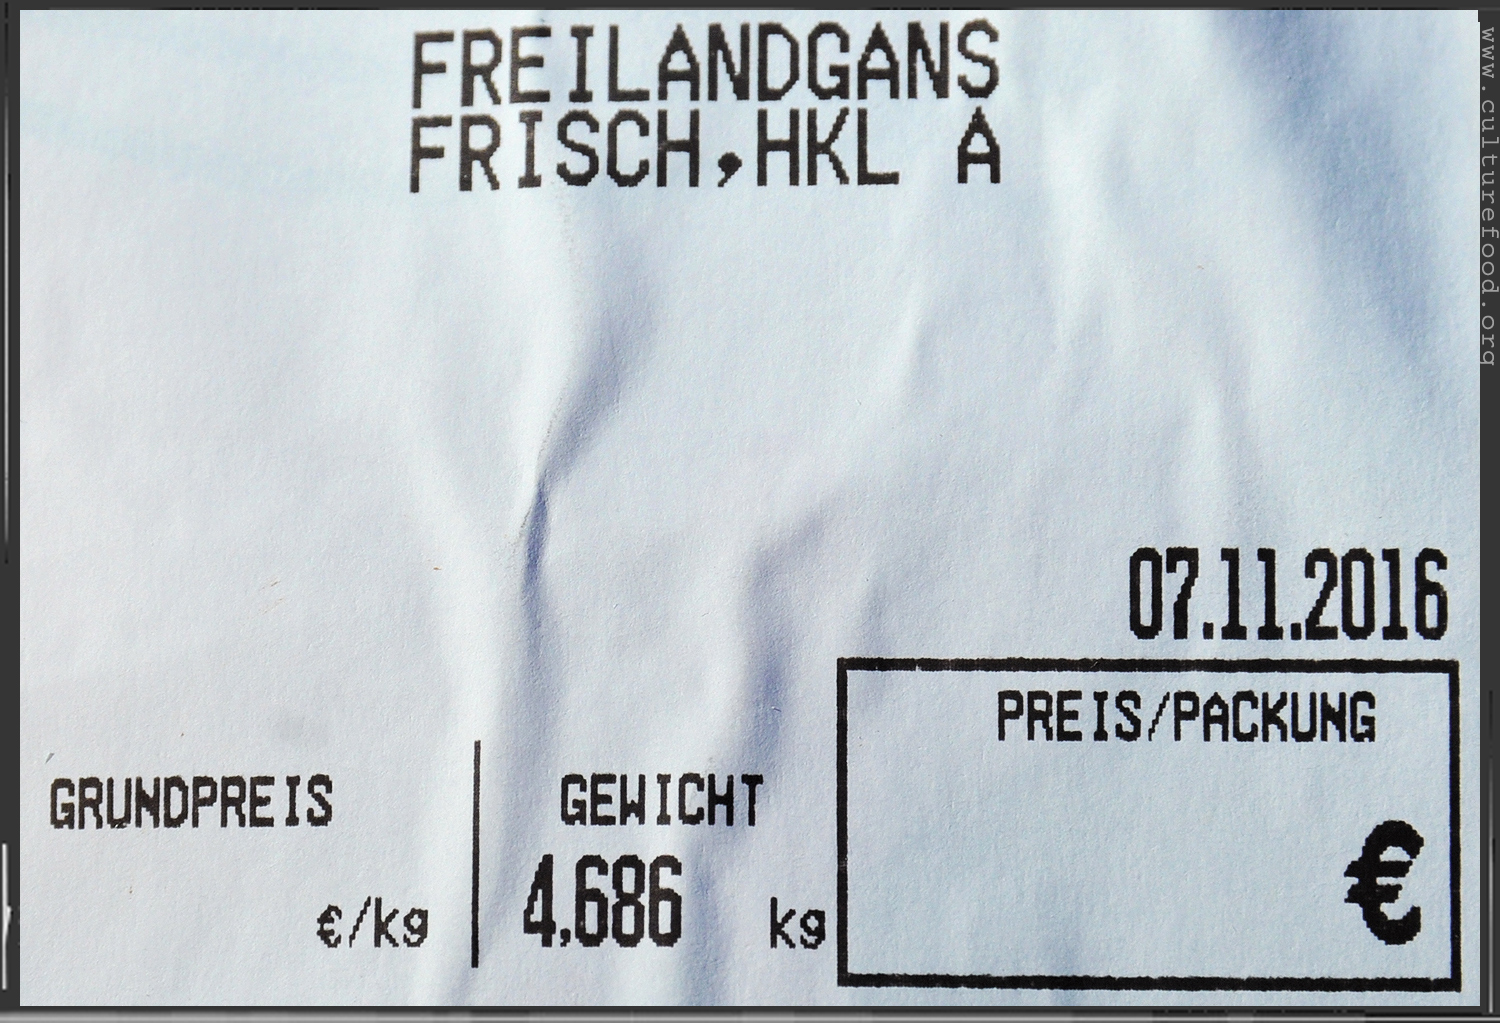 FREILANDGANS
FRISCH,HKL A
07.11.2016
PREIS/PACKUNG
€
GRUNDPREIS
€/kg
GEWICHT
4,686 kg
www.culturefood.org